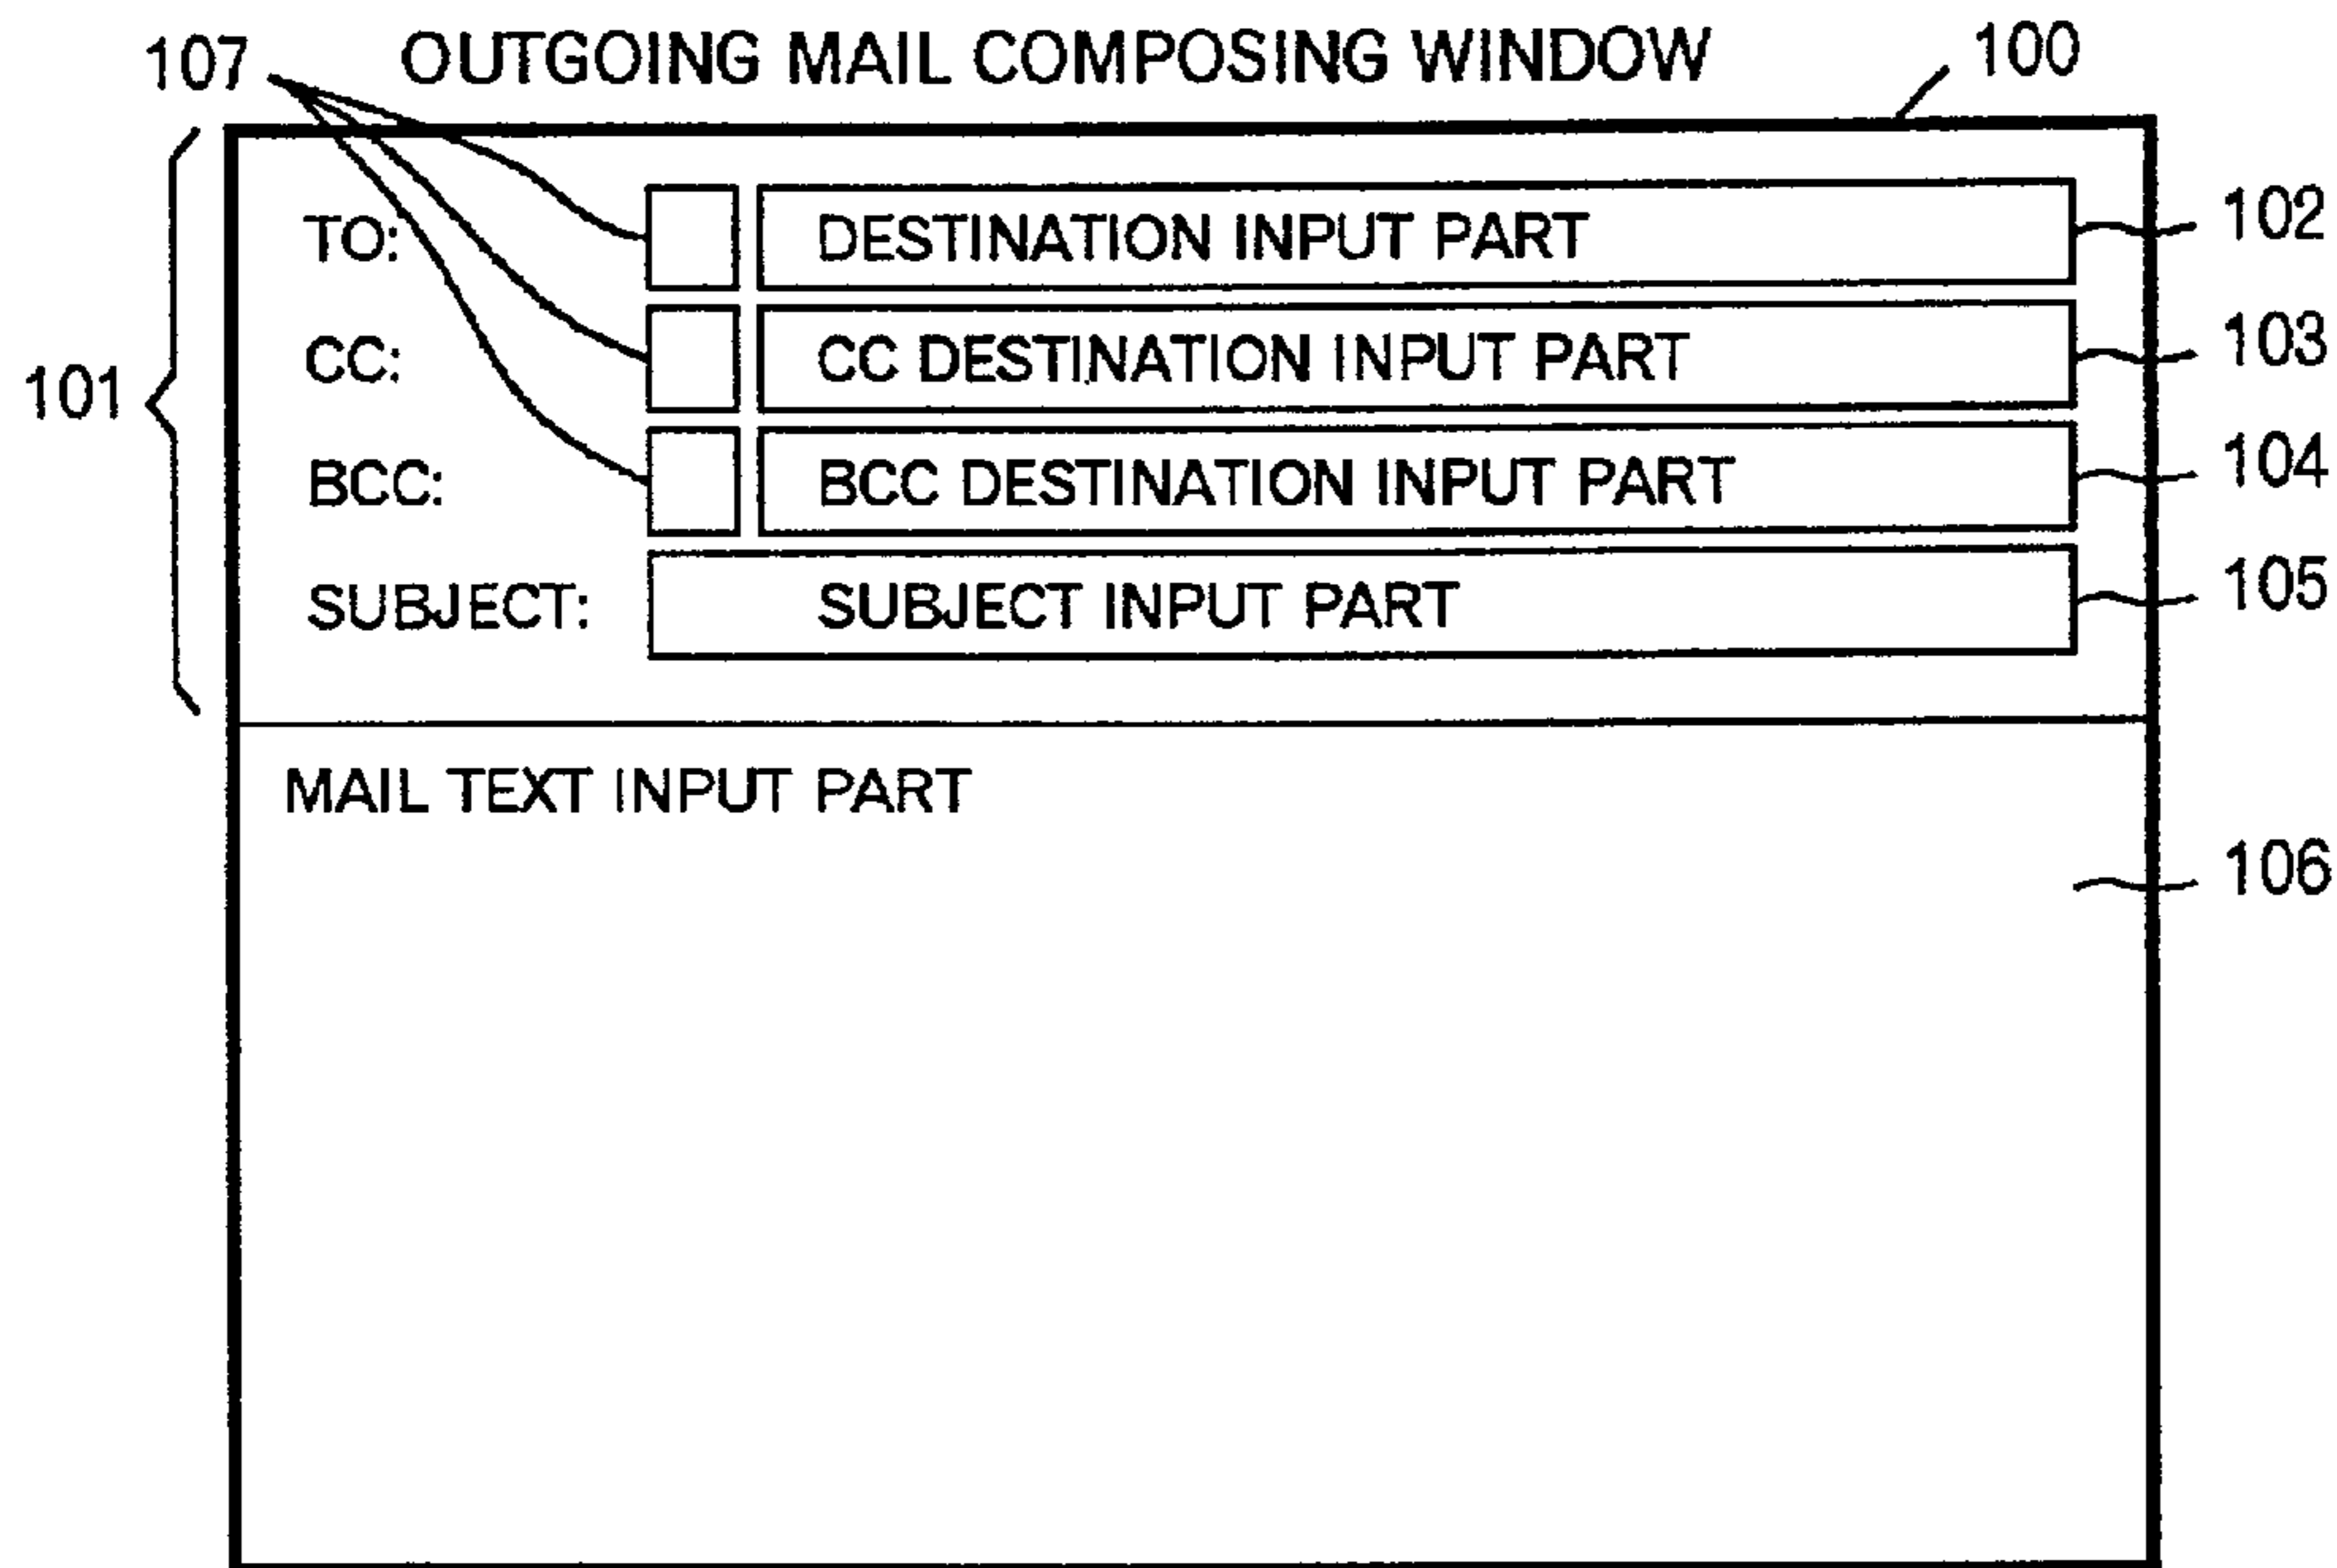 107 OUTGOING MAIL COMPOSING WINDOW 100
TO: DESTINATION INPUT PART 102
CC: CC DESTINATION INPUT PART 103
101
BCC: BCC DESTINATION INPUT PART 104
SUBJECT: SUBJECT INPUT PART 105
MAIL TEXT INPUT PART
106